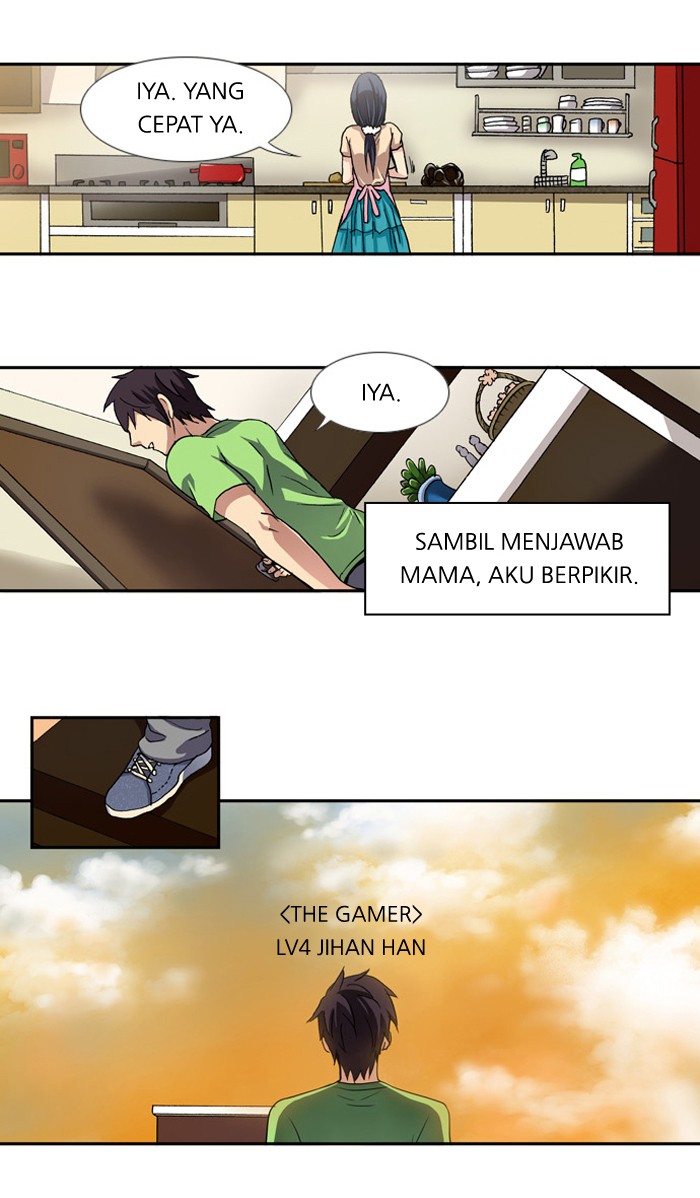 IYA. YANG
CEPAT YA.
IYA.
SAMBIL MENJAWAB
MAMA, AKU BERPIKIR.
<THE GAMER>
LV4 JIHAN HAN